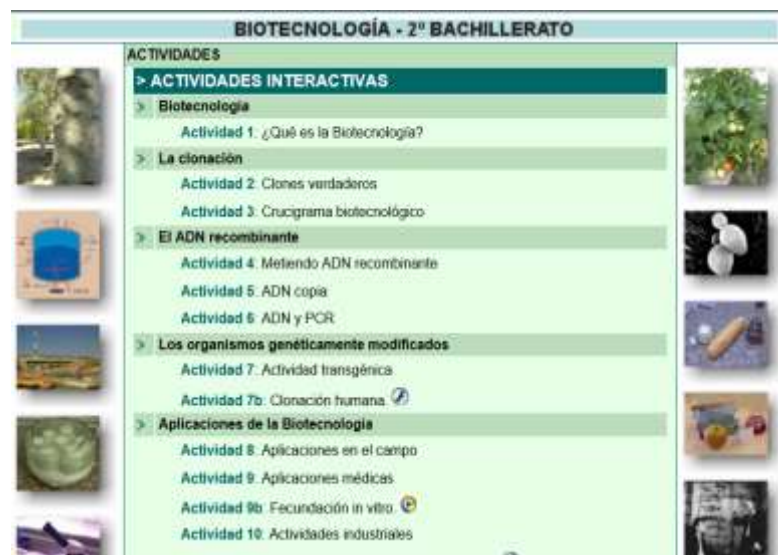 BIOTECNOLOGÍA - 2º BACHILLERATO
ACTIVIDADES
> ACTIVIDADES INTERACTIVAS
> Biotecnología
Actividad 1: ¿Qué es la Biotecnología?
> La clonación
Actividad 2: Clones verdaderos
Actividad 3: Crucigrama biotecnológico
> El ADN recombinante
Actividad 4: Metiendo ADN recombinante
Actividad 5: ADN copia
Actividad 6: ADN y PCR
> Los organismos genéticamente modificados
Actividad 7: Actividad transgénica
Actividad 7b: Clonación humana.
> Aplicaciones de la Biotecnología
Actividad 8: Aplicaciones en el campo
Actividad 9: Aplicaciones médicas
Actividad 9b: Fecundación in vitro.
Actividad 10: Actividades industriales